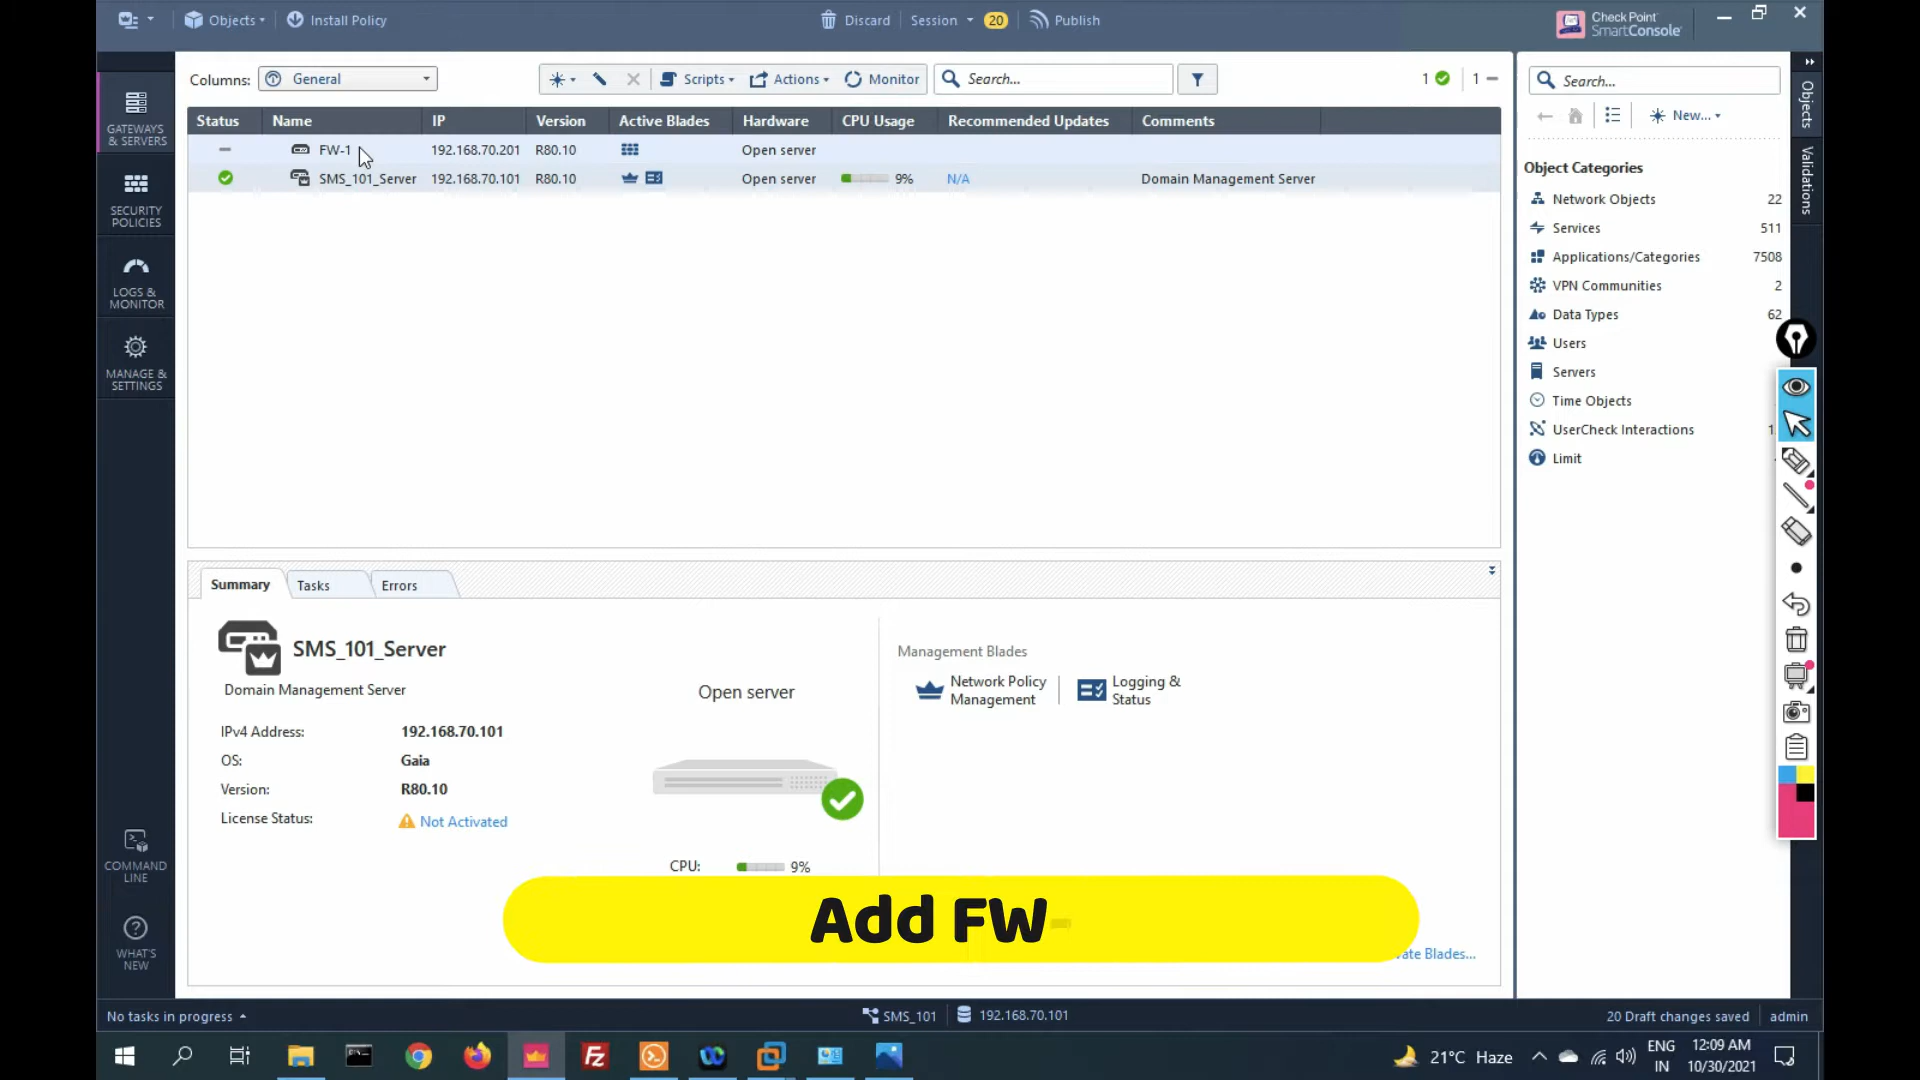 Objects
Install Policy
Discard
Session
20
Publish
Check Point
SmartConsole
GATEWAYS
& SERVERS
SECURITY
POLICIES
LOGS &
MONITOR
MANAGE &
SETTINGS
COMMAND
LINE
WHAT'S
NEW
Columns:
General
Scripts
Actions
Monitor
Search...
1
1
Status Name IP Version Active Blades Hardware CPU Usage Recommended Updates Comments
FW-1 192.168.70.201 R80.10 Open server
SMS_101_Server 192.168.70.101 R80.10 Open server 9% N/A Domain Management Server
Summary
Tasks
Errors
SMS_101_Server
Domain Management Server
IPv4 Address: 192.168.70.101
OS: Gaia
Version: R80.10
License Status: Not Activated
Open server
CPU: 9%
Management Blades
Network Policy
Management
Logging &
Status
Blades...
Add FW
Search...
New...
Object Categories
Network Objects 22
Services 511
Applications/Categories 7508
VPN Communities 2
Data Types 62
Users
Servers
Time Objects
UserCheck Interactions
Limit
Objects
Validations
No tasks in progress
SMS_101
192.168.70.101
20 Draft changes saved
admin
21°C Haze
ENG
IN
12:09 AM
10/30/2021